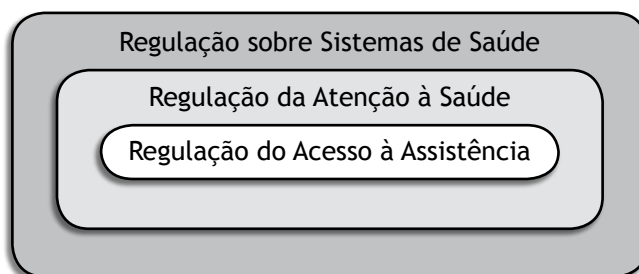 Regulação sobre Sistemas de Saúde
Regulação da Atenção à Saúde
Regulação do Acesso à Assistência